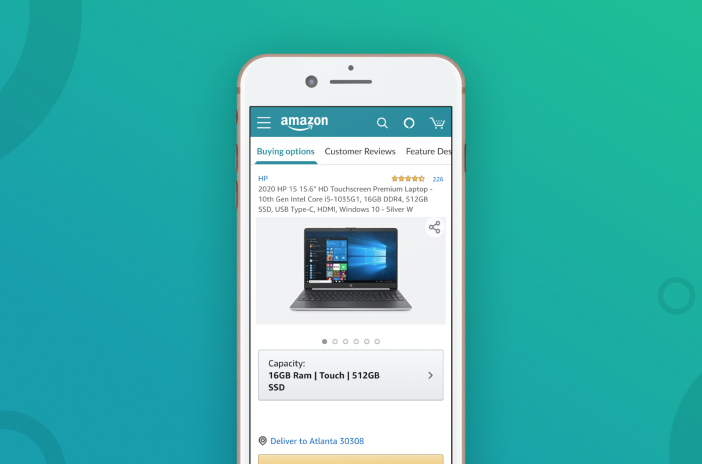 amazon
Buying options Customer Reviews Feature Des
HP 226
2020 HP 15 15.6" HD Touchscreen Premium Laptop -
10th Gen Intel Core i5-1035G1, 16GB DDR4, 512GB
SSD, USB Type-C, HDMI, Windows 10 - Silver W
Capacity:
16GB Ram | Touch | 512GB
SSD
Deliver to Atlanta 30308